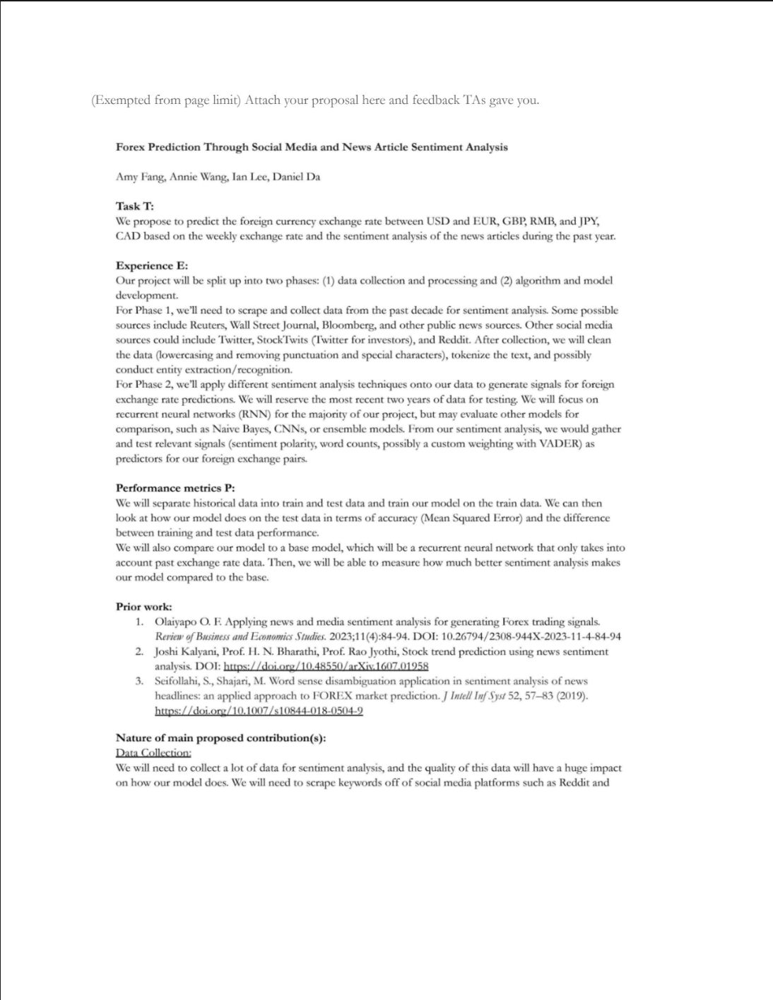 (Exempted from page limit) Attach your proposal here and feedback TAs gave you.
Forex Prediction Through Social Media and News Article Sentiment Analysis
Amy Fang, Annie Wang, Ian Lee, Daniel Da
Task T:
We propose to predict the foreign currency exchange rate between USD and EUR, GBP, RMB, and JPY,
CAD based on the weekly exchange rate and the sentiment analysis of the news articles during the past year.
Experience E:
Our project will be split up into two phases: (1) data collection and processing and (2) algorithm and model
development.
For Phase 1, we’ll need to scrape and collect data from the past decade for sentiment analysis. Some possible
sources include Reuters, Wall Street Journal, Bloomberg, and other public news sources. Other social media
sources could include Twitter, StockTwits (Twitter for investors), and Reddit. After collection, we will clean
the data (lowercasing and removing punctuation and special characters), tokenize the text, and possibly
conduct entity extraction/recognition.
For Phase 2, we’ll apply different sentiment analysis techniques onto our data to generate signals for foreign
exchange rate predictions. We will reserve the most recent two years of data for testing. We will focus on
recurrent neural networks (RNN) for the majority of our project, but may evaluate other models for
comparison, such as Naive Bayes, CNNs, or ensemble models. From our sentiment analysis, we would gather
and test relevant signals (sentiment polarity, word counts, possibly a custom weighting with VADER) as
predictors for our foreign exchange pairs.
Performance metrics P:
We will separate historical data into train and test data and train our model on the train data. We can then
look at how our model does on the test data in terms of accuracy (Mean Squared Error) and the difference
between training and test data performance.
We will also compare our model to a base model, which will be a recurrent neural network that only takes into
account past exchange rate data. Then, we will be able to measure how much better sentiment analysis makes
our model compared to the base.
Prior work:
1. Olaiyapo O. F. Applying news and media sentiment analysis for generating Forex trading signals.
Review of Business and Economics Studies. 2023;11(4):84-94. DOI: 10.26794/2308-944X-2023-11-4-84-94
2. Joshi Kalyani, Prof. H. N. Bharathi, Prof. Rao Jyothi, Stock trend prediction using news sentiment
analysis. DOI: https://doi.org/10.48550/arXiv.1607.01958
3. Seifollahi, S., Shajari, M. Word sense disambiguation application in sentiment analysis of news
headlines: an applied approach to FOREX market prediction. J Intell Inf Syst 52, 57–83 (2019).
https://doi.org/10.1007/s10844-018-0504-9
Nature of main proposed contribution(s):
Data Collection:
We will need to collect a lot of data for sentiment analysis, and the quality of this data will have a huge impact
on how our model does. We will need to scrape keywords off of social media platforms such as Reddit and